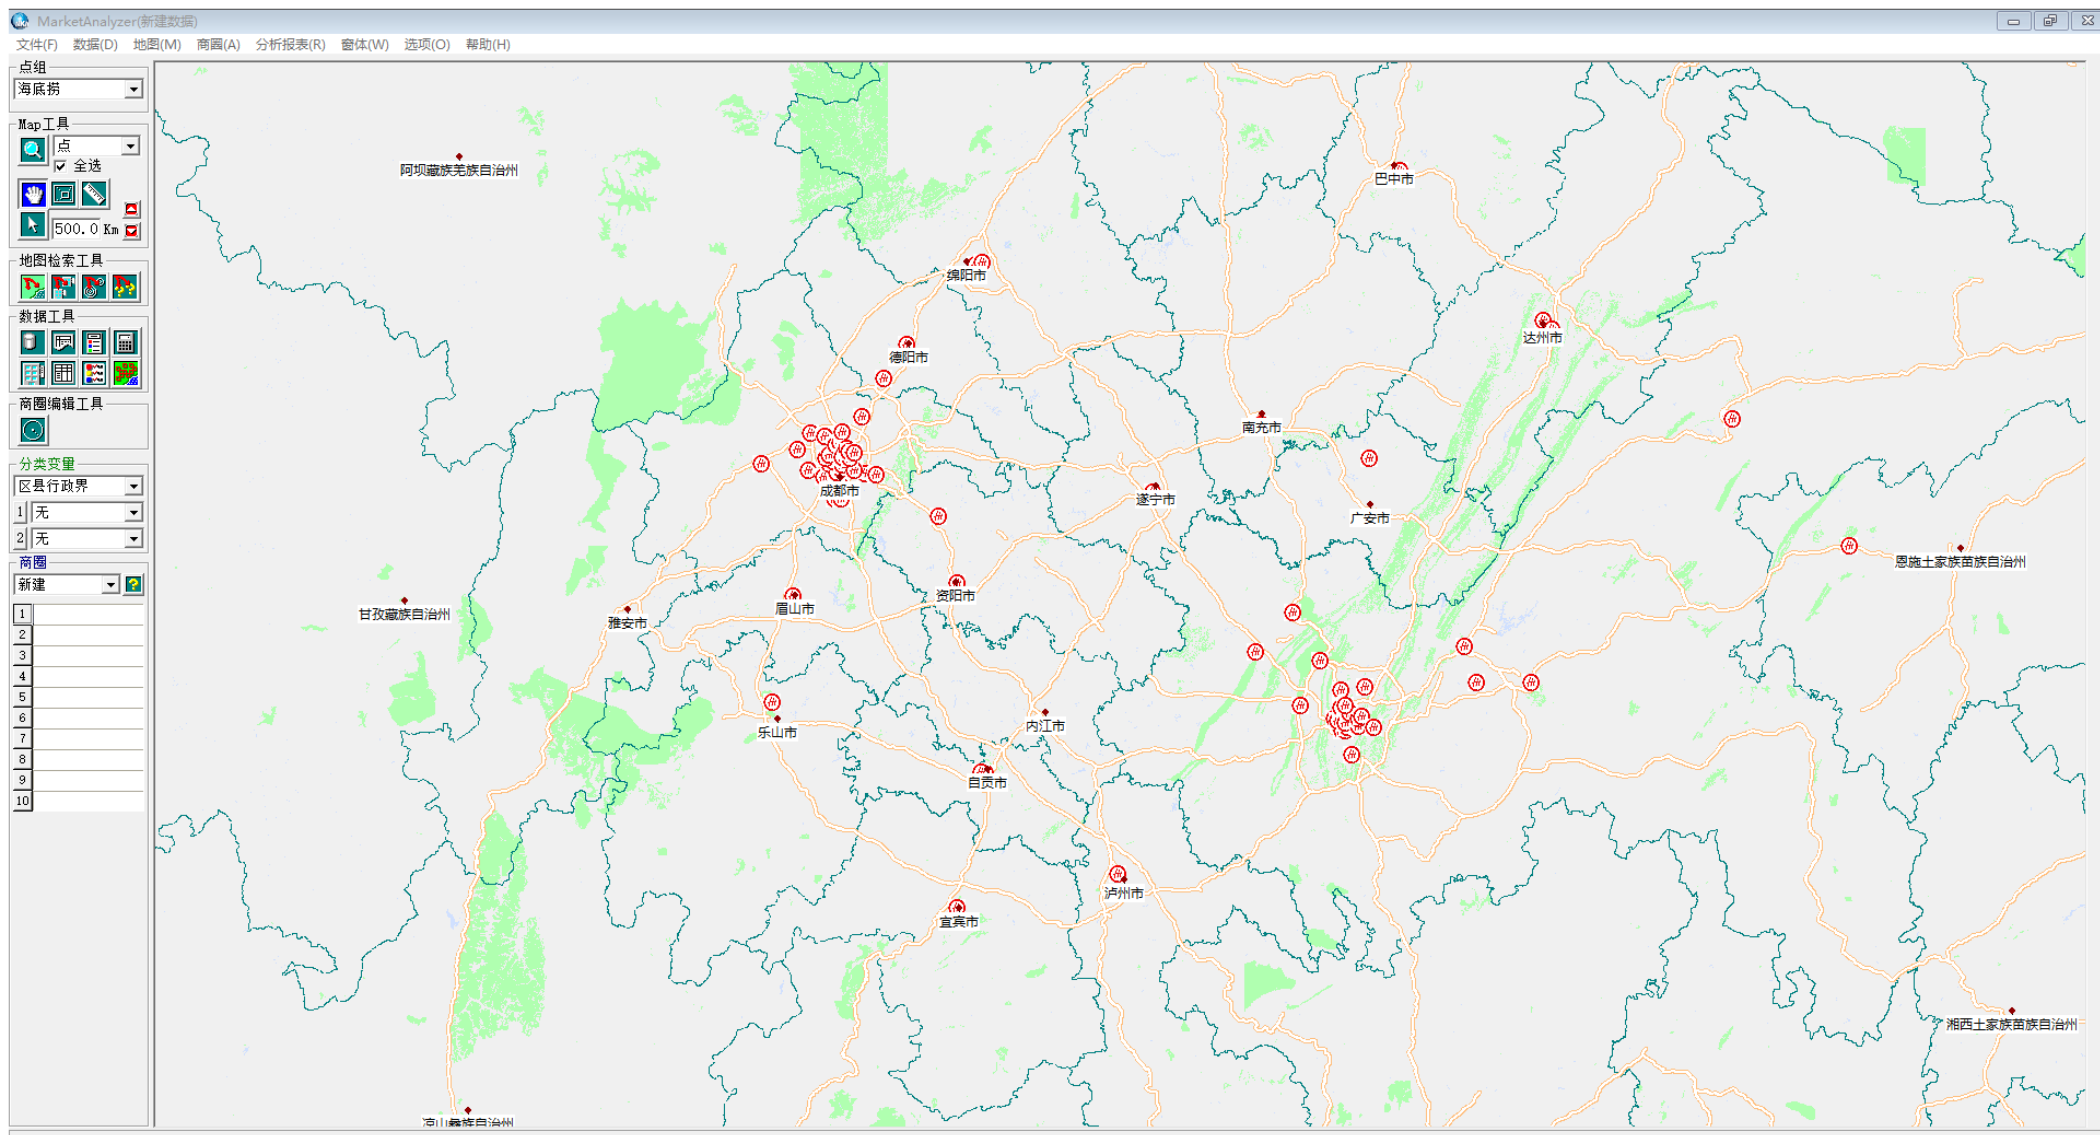 MarketAnalyzer(新建数据)
文件(F) 数据(D) 地图(M) 商圈(A) 分析报表(R) 窗体(W) 选项(O) 帮助(H)
点组
海底捞
Map工具
点
全选
500.0 Km
地图检索工具
数据工具
商圈编辑工具
分类变量
区县行政界
1 无
2 无
商圈
新建
1
2
3
4
5
6
7
8
9
10
阿坝藏族羌族自治州
巴中市
绵阳市
达州市
德阳市
南充市
成都市
遂宁市
广安市
恩施土家族苗族自治州
资阳市
眉山市
甘孜藏族自治州
雅安市
内江市
乐山市
自贡市
泸州市
宜宾市
湘西土家族苗族自治州
凉山彝族自治州